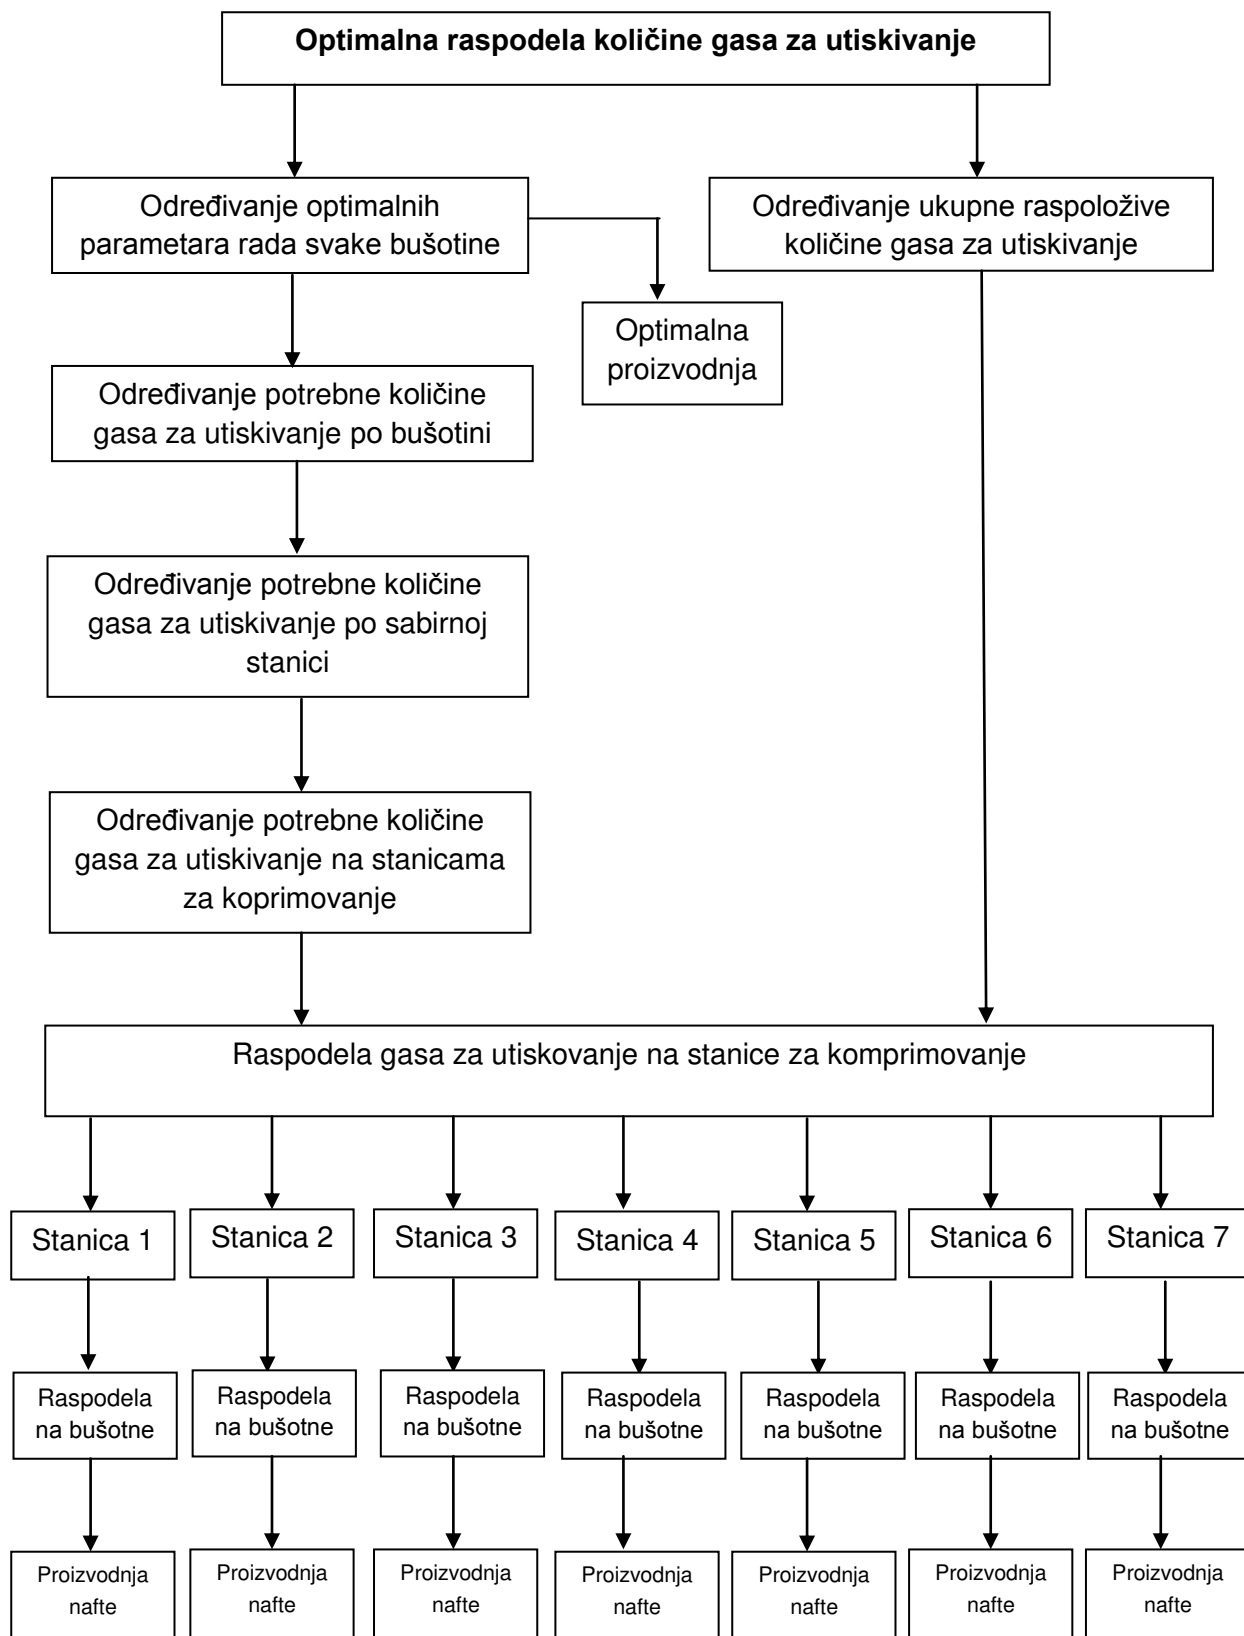 Optimalna raspodela količine gasa za utiskivanje
Određivanje optimalnih
parametara rada svake bušotine
Određivanje ukupne raspoložive
količine gasa za utiskivanje
Optimalna
proizvodnja
Određivanje potrebne količine
gasa za utiskivanje po bušotini
Određivanje potrebne količine
gasa za utiskivanje po sabirnoj
stanici
Određivanje potrebne količine
gasa za utiskivanje na stanicama
za koprimovanje
Raspodela gasa za utiskovanje na stanice za komprimovanje
Stanica 1
Stanica 2
Stanica 3
Stanica 4
Stanica 5
Stanica 6
Stanica 7
Raspodela
na bušotne
Raspodela
na bušotne
Raspodela
na bušotne
Raspodela
na bušotne
Raspodela
na bušotne
Raspodela
na bušotne
Raspodela
na bušotne
Proizvodnja
nafte
Proizvodnja
nafte
Proizvodnja
nafte
Proizvodnja
nafte
Proizvodnja
nafte
Proizvodnja
nafte
Proizvodnja
nafte